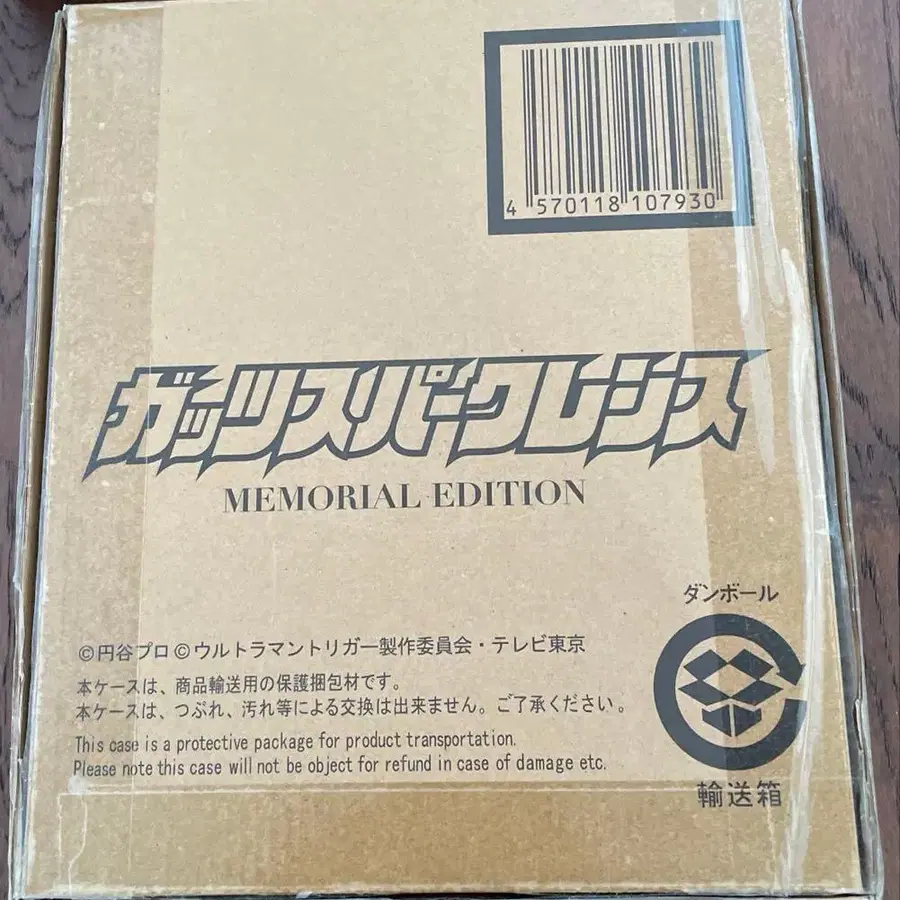 4 570118 107930
ガッツスパークレンス
MEMORIAL EDITION
ダンボール
©円谷プロ ©ウルトラマントリガー製作委員会・テレビ東京
本ケースは、商品輸送用の保護梱包材です。
本ケースは、つぶれ、汚れ等による交換は出来ません。ご了承ください。
This case is a protective package for product transportation.
Please note this case will not be object for refund in case of damage etc.
輸送箱